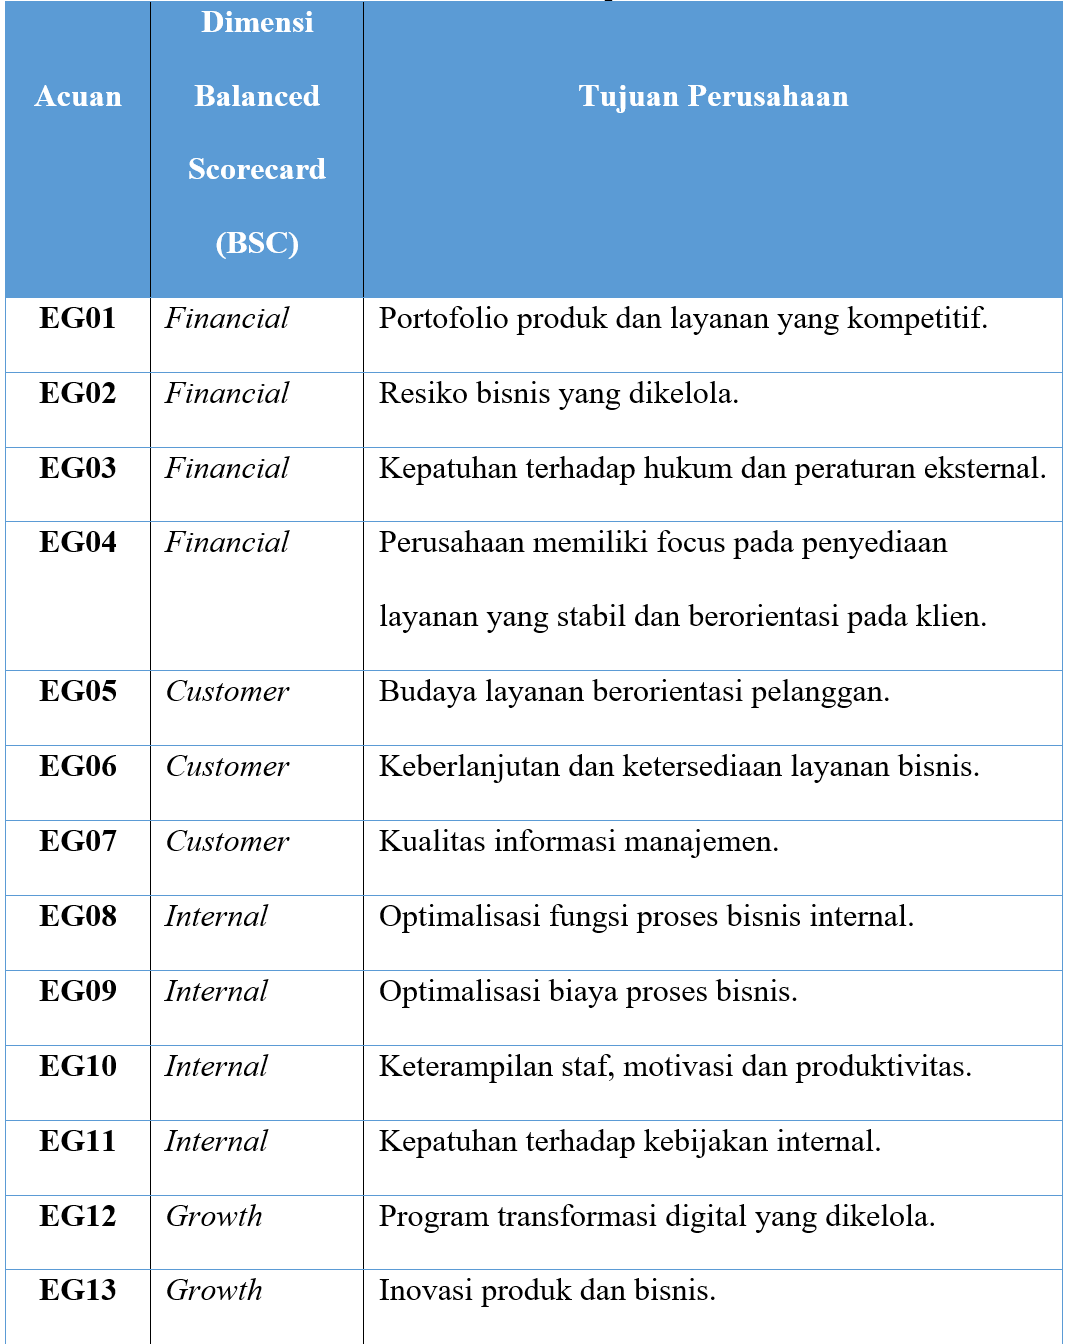 Acuan
Dimensi
Balanced
Scorecard
(BSC)
Tujuan Perusahaan
EG01 Financial Portofolio produk dan layanan yang kompetitif.
EG02 Financial Resiko bisnis yang dikelola.
EG03 Financial Kepatuhan terhadap hukum dan peraturan eksternal.
EG04 Financial Perusahaan memiliki focus pada penyediaan
layanan yang stabil dan berorientasi pada klien.
EG05 Customer Budaya layanan berorientasi pelanggan.
EG06 Customer Keberlanjutan dan ketersediaan layanan bisnis.
EG07 Customer Kualitas informasi manajemen.
EG08 Internal Optimalisasi fungsi proses bisnis internal.
EG09 Internal Optimalisasi biaya proses bisnis.
EG10 Internal Keterampilan staf, motivasi dan produktivitas.
EG11 Internal Kepatuhan terhadap kebijakan internal.
EG12 Growth Program transformasi digital yang dikelola.
EG13 Growth Inovasi produk dan bisnis.